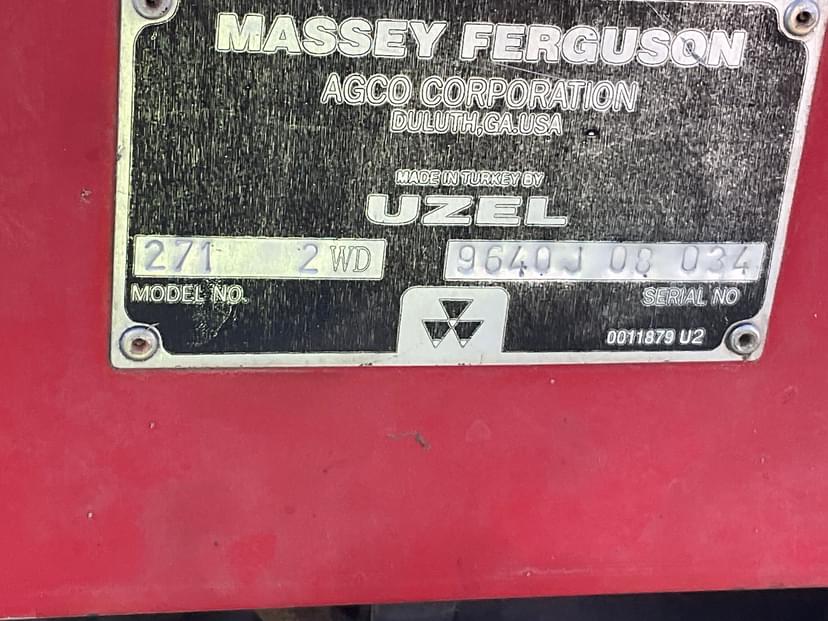 MASSEY FERGUSON
AGCO CORPORATION
DULUTH,GA.USA
MADE IN TURKEY BY
UZEL
271 2 WD 9640J 08 034
MODEL NO. SERIAL NO
0011879 U2